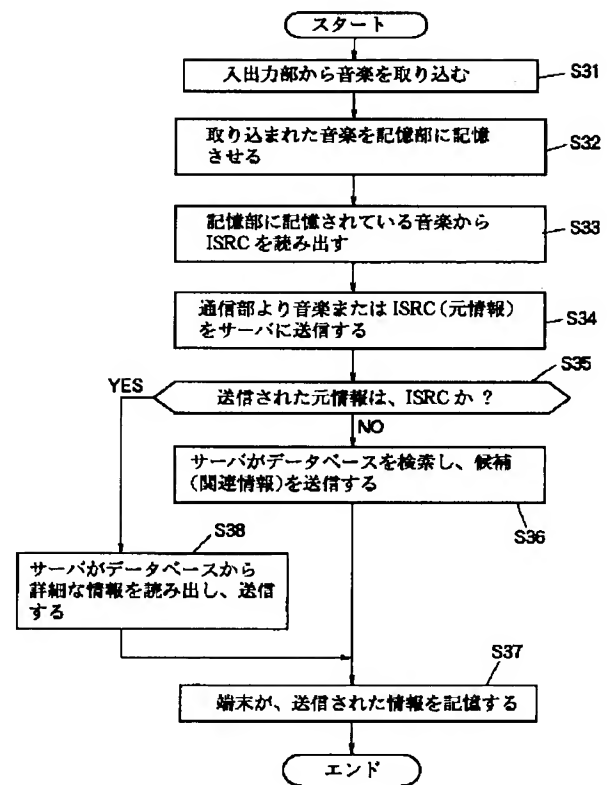 スタート
入出力部から音楽を取り込む
S31
取り込まれた音楽を記憶部に記憶
させる
S32
記憶部に記憶されている音楽から
ISRCを読み出す
S33
通信部より音楽またはISRC(元情報)
をサーバに送信する
S34
S35
YES
送信された元情報は、ISRCか?
NO
サーバがデータベースを検索し、候補
(関連情報)を送信する
S36
S38
サーバがデータベースから
詳細な情報を読み出し、送信
する
S37
端末が、送信された情報を記憶する
エンド